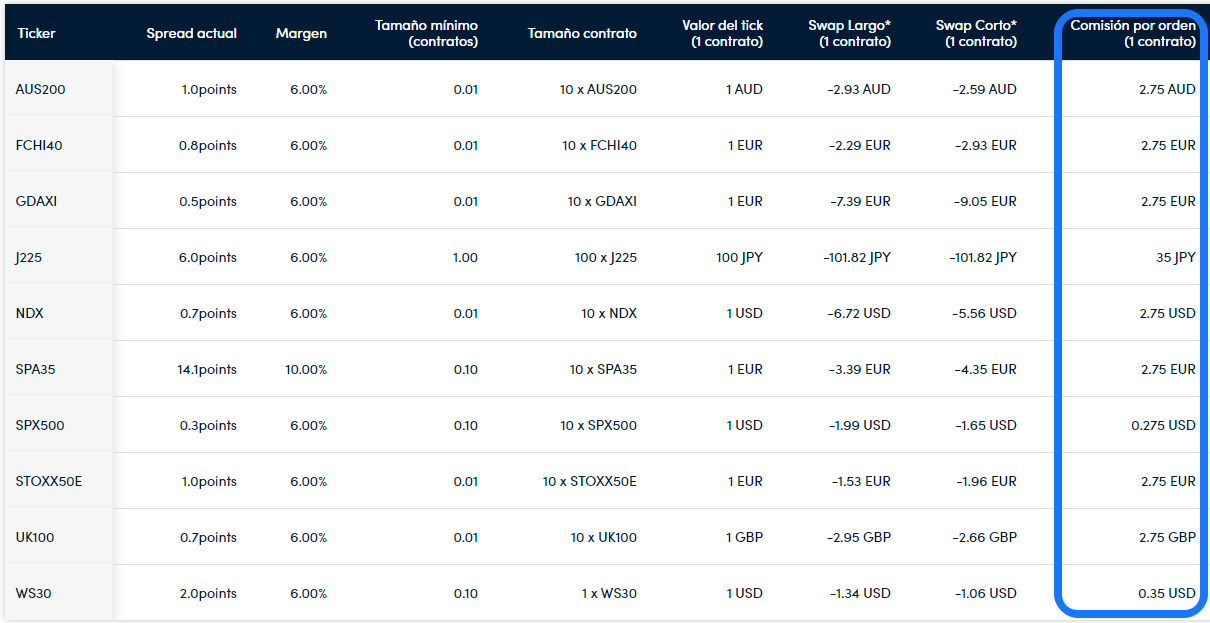 Ticker Spread actual Margen Tamaño mínimo (contratos) Tamaño contrato Valor del tick (1 contrato) Swap Largo* (1 contrato) Swap Corto* (1 contrato) Comisión por orden (1 contrato)
AUS200 1.0points 6.00% 0.01 10 x AUS200 1 AUD -2.93 AUD -2.59 AUD 2.75 AUD
FCHI40 0.8points 6.00% 0.01 10 x FCHI40 1 EUR -2.29 EUR -2.93 EUR 2.75 EUR
GDAXI 0.5points 6.00% 0.01 10 x GDAXI 1 EUR -7.39 EUR -9.05 EUR 2.75 EUR
J225 6.0points 6.00% 1.00 100 x J225 100 JPY -101.82 JPY -101.82 JPY 35 JPY
NDX 0.7points 6.00% 0.01 10 x NDX 1 USD -6.72 USD -5.56 USD 2.75 USD
SPA35 14.1points 10.00% 0.10 10 x SPA35 1 EUR -3.39 EUR -4.35 EUR 2.75 EUR
SPX500 0.3points 6.00% 0.10 10 x SPX500 1 USD -1.99 USD -1.65 USD 0.275 USD
STOXX50E 1.0points 6.00% 0.01 10 x STOXX50E 1 EUR -1.53 EUR -1.96 EUR 2.75 EUR
UK100 0.7points 6.00% 0.01 10 x UK100 1 GBP -2.95 GBP -2.66 GBP 2.75 GBP
WS30 2.0points 6.00% 0.10 1 x WS30 1 USD -1.34 USD -1.06 USD 0.35 USD